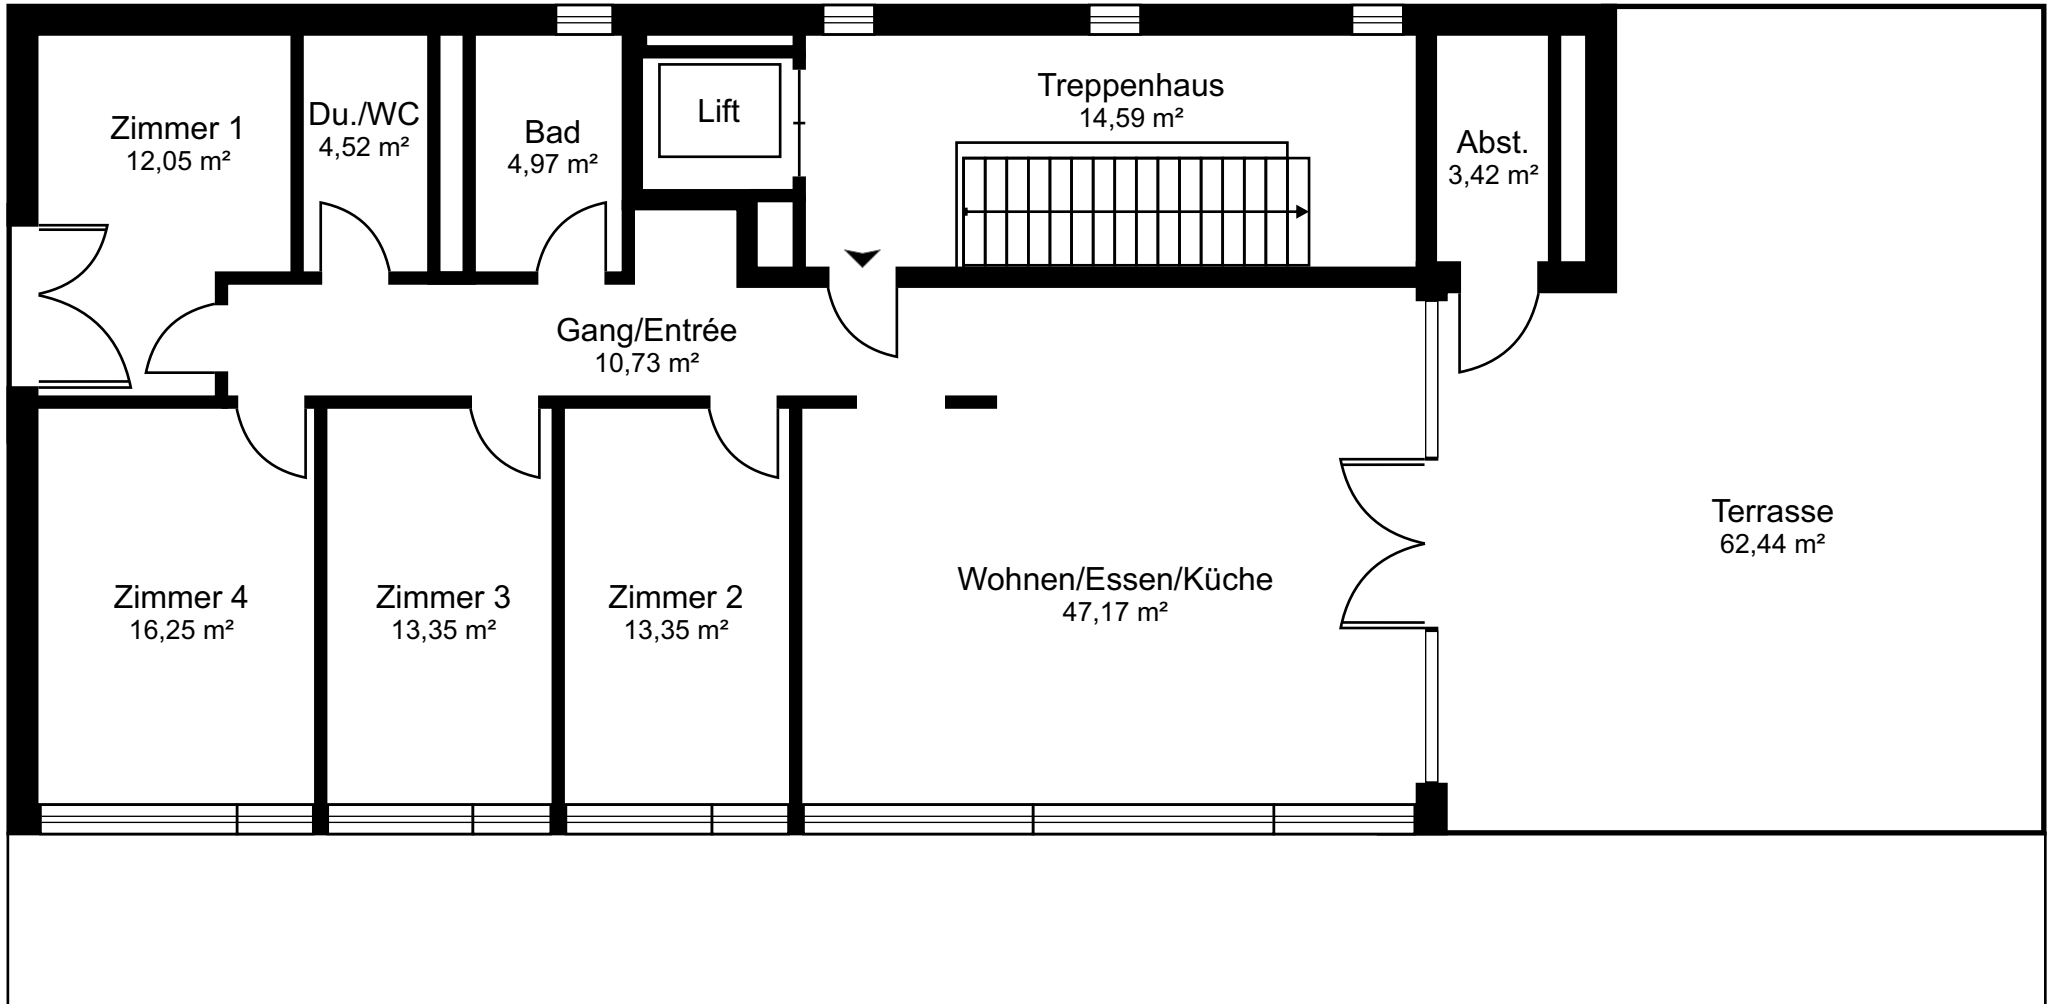 Zimmer 1
12,05 m²
Du./WC
4,52 m²
Bad
4,97 m²
Lift
Treppenhaus
14,59 m²
Abst.
3,42 m²
Gang/Entrée
10,73 m²
Terrasse
62,44 m²
Zimmer 4
16,25 m²
Zimmer 3
13,35 m²
Zimmer 2
13,35 m²
Wohnen/Essen/Küche
47,17 m²